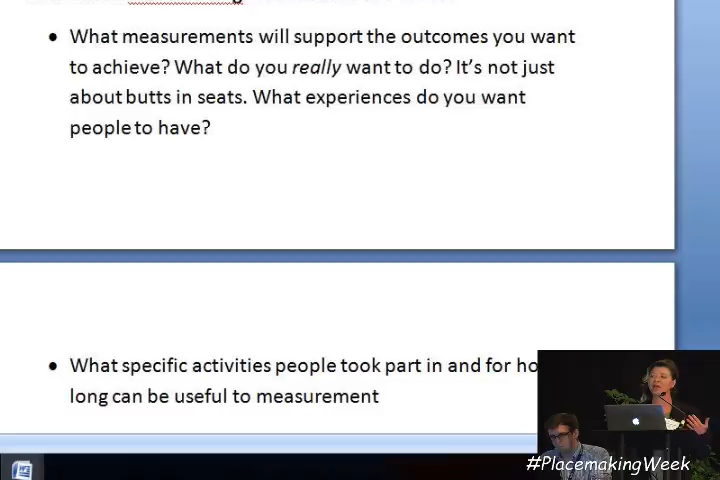 • What measurements will support the outcomes you want
to achieve? What do you really want to do? It's not just
about butts in seats. What experiences do you want
people to have?
• What specific activities people took part in and for ho
long can be useful to measurement
#PlacemakingWeek